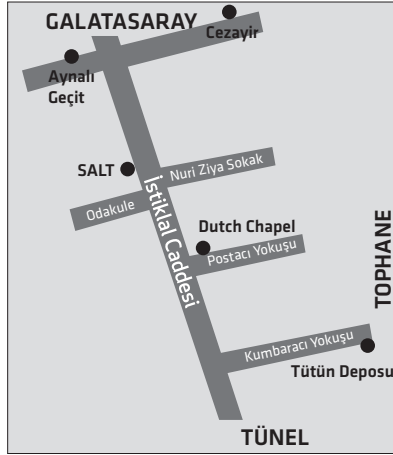 GALATASARAY
Cezayir
Aynalı
Geçit
SALT
Nuri Ziya Sokak
Odakule
İstiklal Caddesi
Dutch Chapel
Postacı Yokuşu
TOPHANE
Kumbaracı Yokuşu
Tütün Deposu
TÜNEL